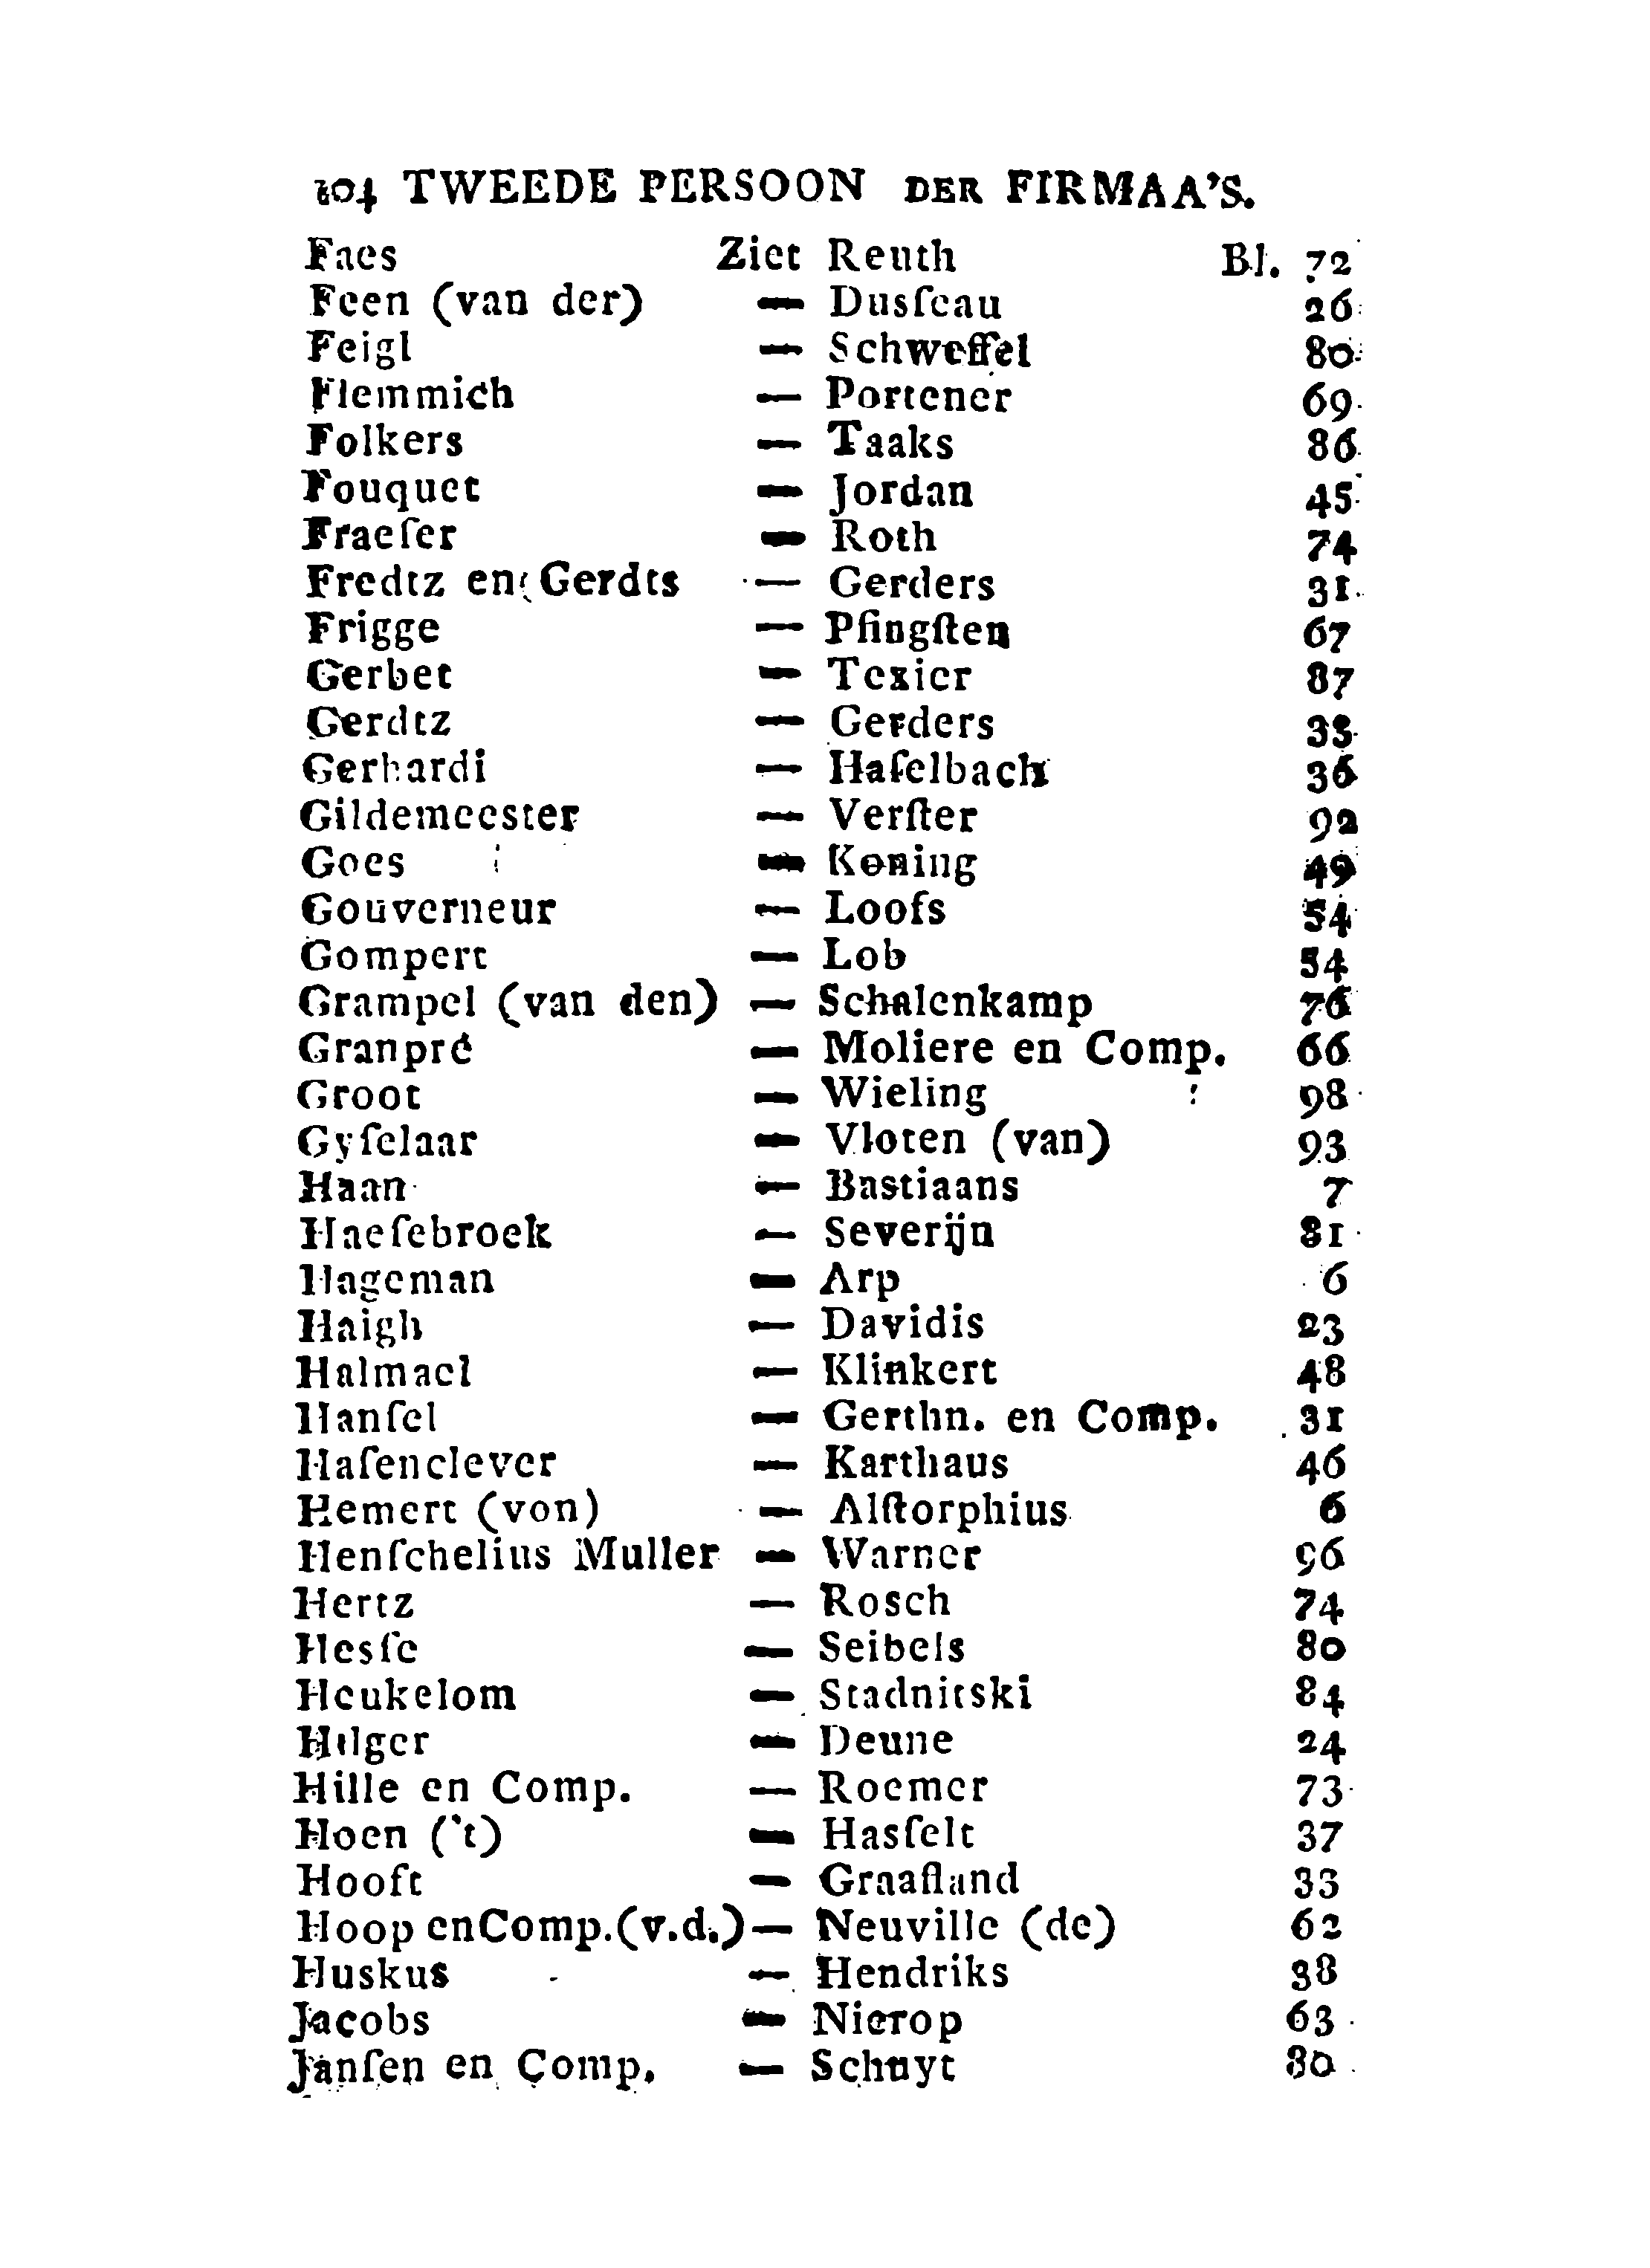 104 TWEEDE PERSOON DER FIRMAA'S.
Faes Ziet Reuth Bl. 72
Feen (van der) — Dusſeau 26
Feigl — Schweffel 80
Flemmich — Portener 69
Folkers — Taaks 86
Fouquet — Jordan 45
Fraeſer — Roth 74
Fredtz en Gerdts — Gerders 31
Frigge — Pfingſten 67
Gerbet — Texier 87
Gerdtz — Gerders
Gerhardi — Haſelbach 36
Gildemeester — Verſter 92
Goes — Koning 49
Gouverneur — Loofs 54
Gompert — Lob 54
Grampel (van den) — Schalenkamp 76
Granpré — Moliere en Comp. 66
Groot — Wieling 98
Gyſelaar — Vloten (van) 93
Haan — Bastiaans 7
Haeſebroek — Severijn 81
Hageman — Arp 6
Haigh — Davidis 23
Halmael — Klinkert 48
Hanſel — Gerthn. en Comp. 31
Haſenclever — Karthaus 46
Hemert (von) — Alſtorphius 6
Henſchelius Muller — Warner 96
Hertz — Rosch 74
Hesſe — Seibels 80
Heukelom — Stadnitski 84
Hilger — Deune 24
Hille en Comp. — Roemer 73
Hoen ('t) — Hasſelt 37
Hooft — Graafland 33
Hoop en Comp. (v.d.) — Neuville (de) 62
Huskus — Hendriks 38
Jacobs — Nierop 63
Janſen en Comp. — Schuyt 80